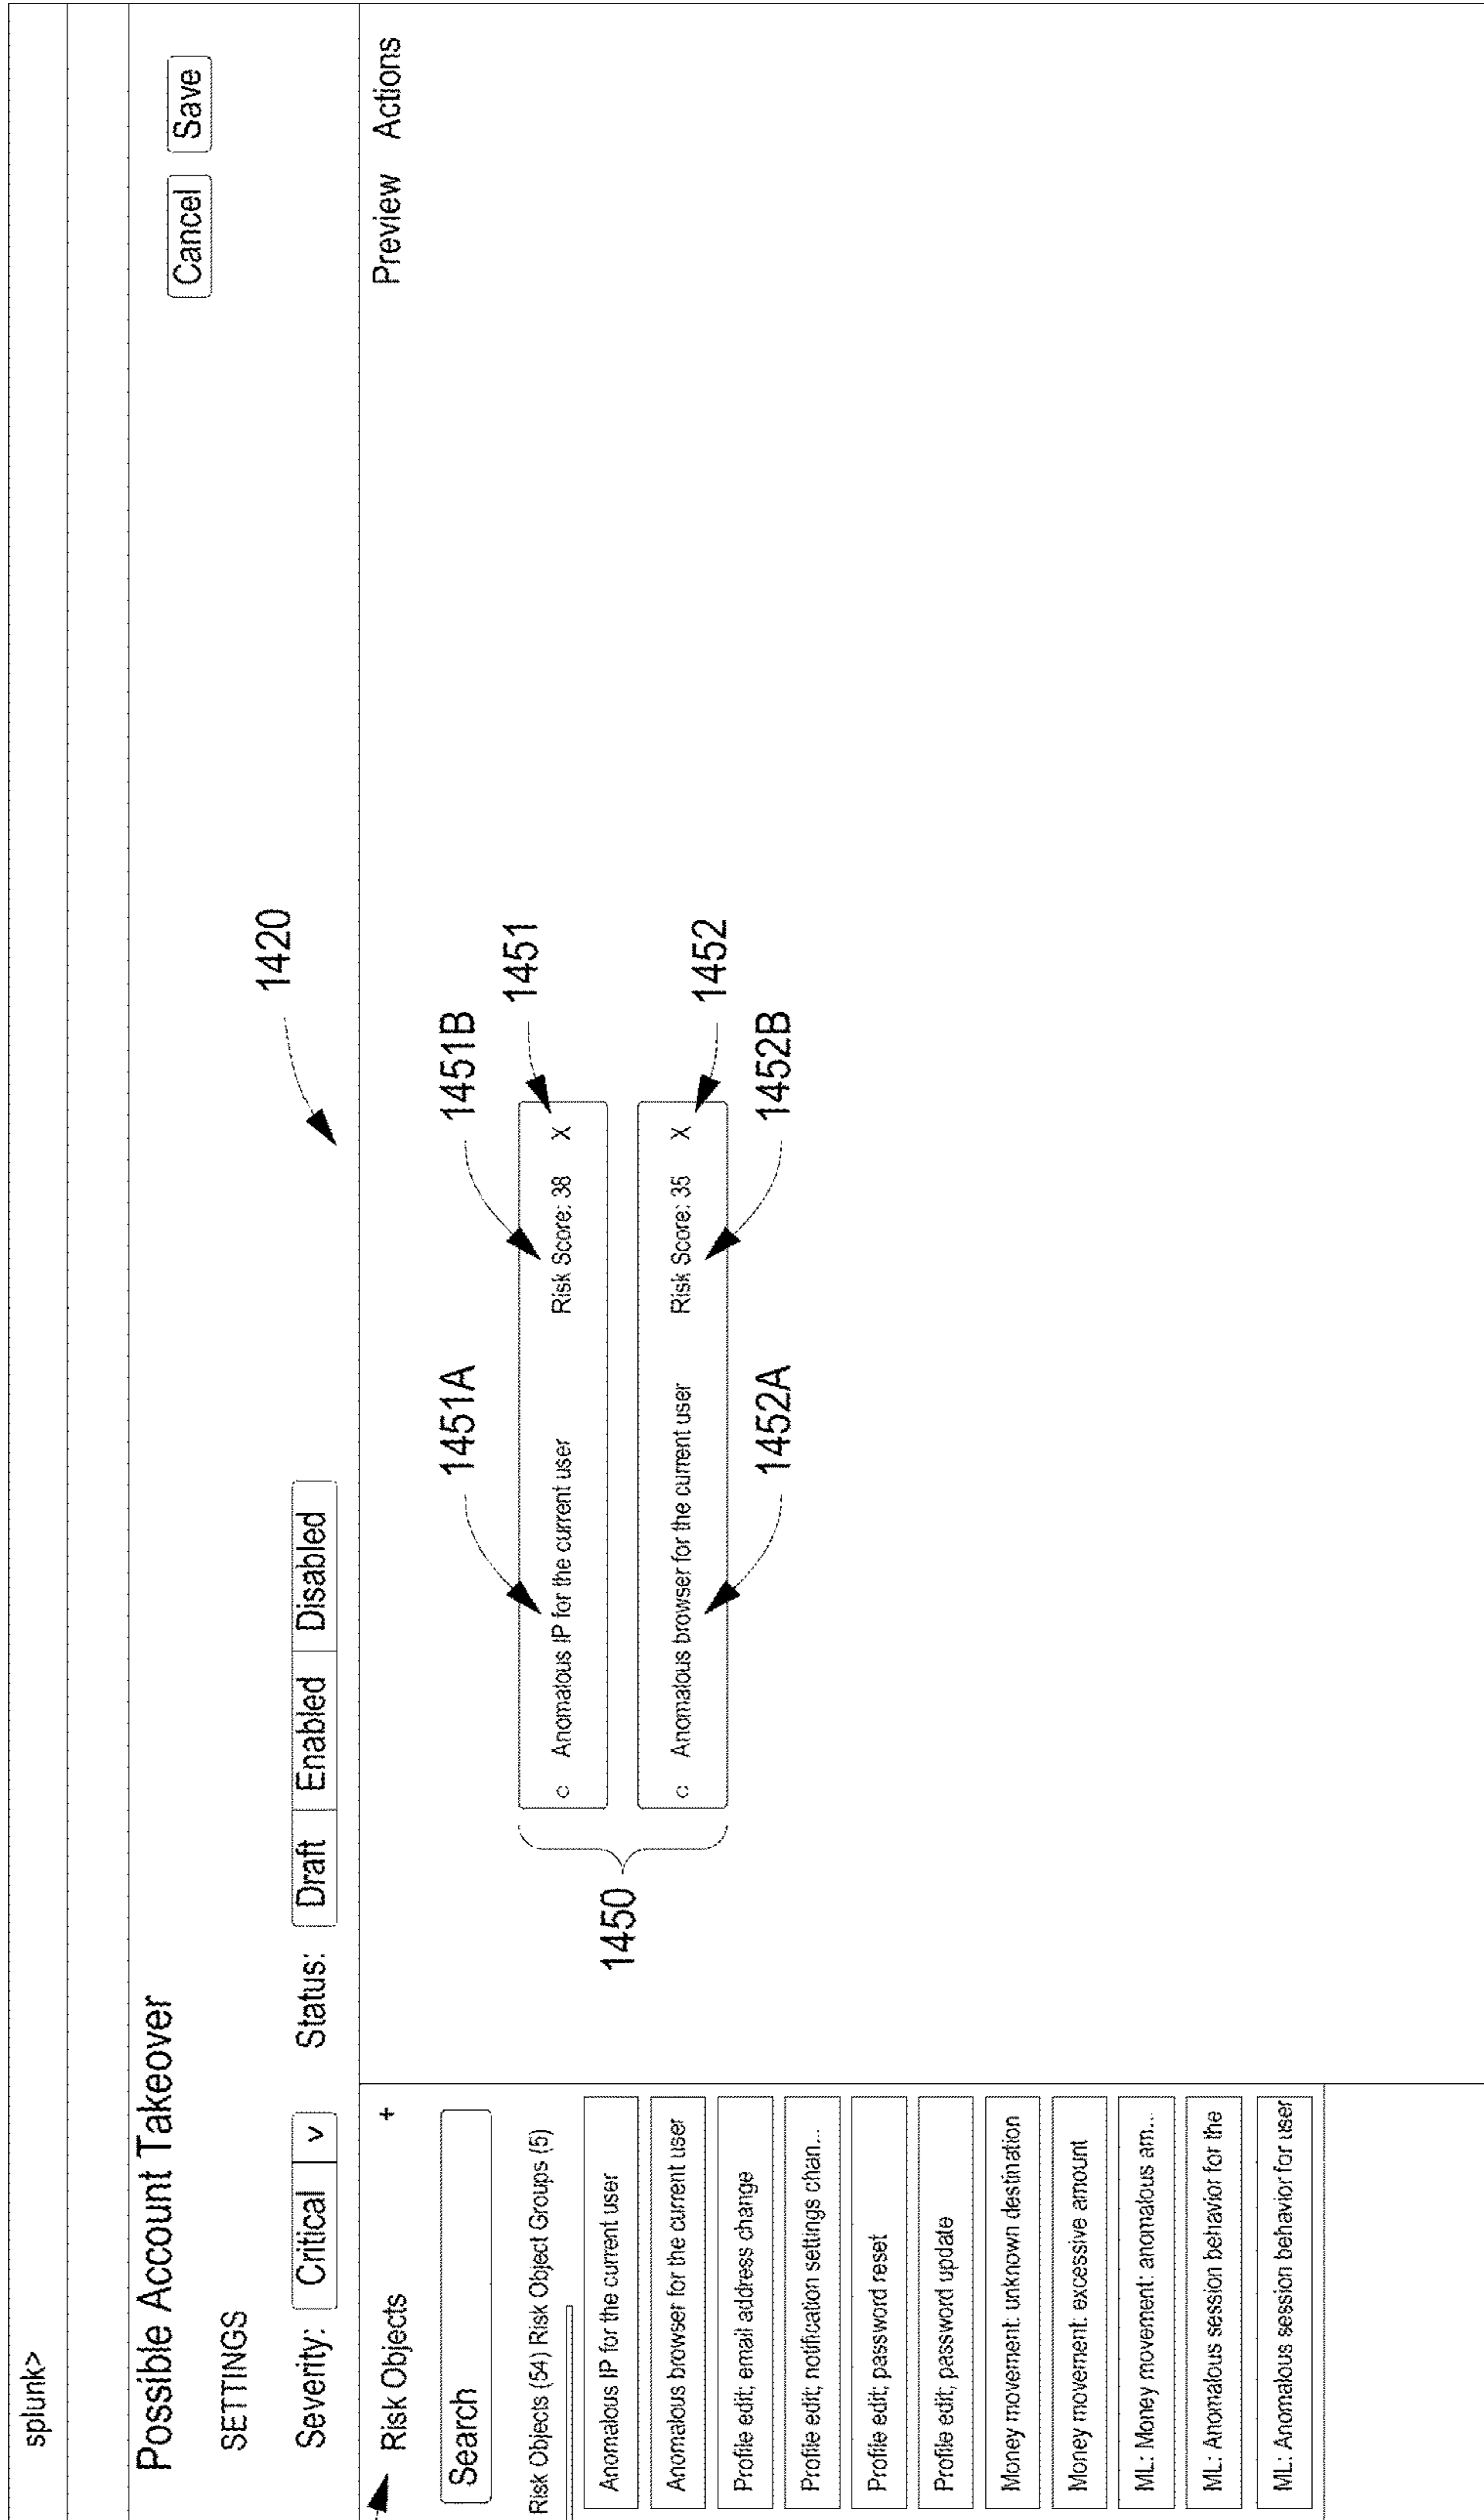 splunk>
Possible Account Takeover
Cancel Save
SETTINGS
1420
Severity: Critical v Status: Draft Enabled Disabled
Risk Objects +
Preview Actions
Search
Risk Objects (54) Risk Object Groups (5)
Anomalous IP for the current user
Anomalous browser for the current user
Profile edit; email address change
Profile edit; notification settings chan...
Profile edit; password reset
Profile edit; password update
Money movement: unknown destination
Money movement: excessive amount
ML: Money movement: anomalous am...
ML: Anomalous session behavior for the
ML: Anomalous session behavior for user
1451A 1451B 1451
Anomalous IP for the current user Risk Score: 38 X
1450
Anomalous browser for the current user Risk Score: 35 X
1452A 1452B 1452